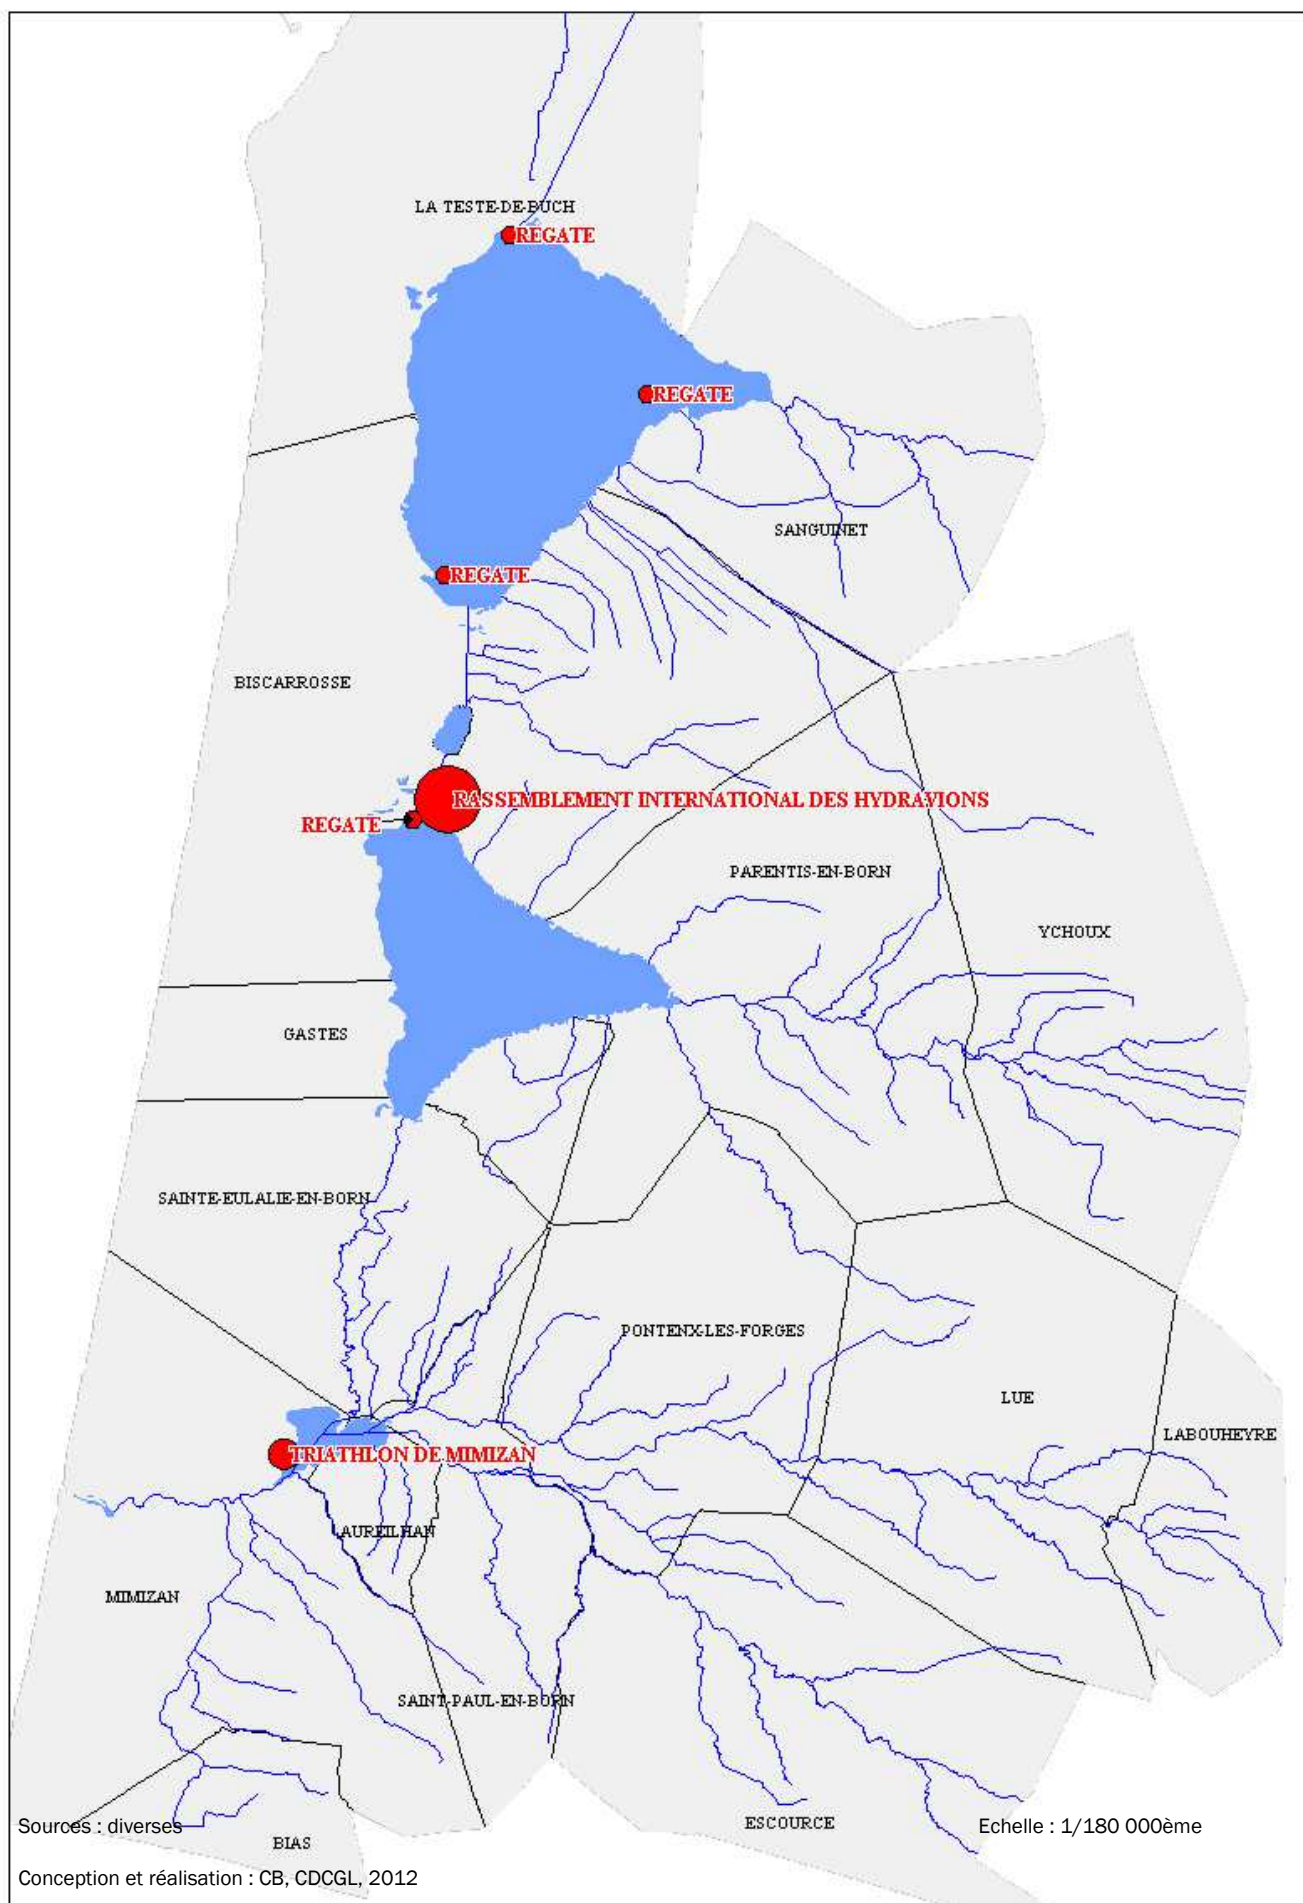 LA TESTE-DE-BUCH
REGATE
REGATE
SANGUINET
REGATE
BISCARROSSE
RASSEMBLEMENT INTERNATIONAL DES HYDRAVIONS
REGATE
PARENTIS-EN-BORN
YCHOUX
GASTES
SAINTE-EULALIE-EN-BORN
PONTENX-LES-FORGES
LUE
LABOUHEYRE
TRIATHLON DE MIMIZAN
AUREILHAN
MIMIZAN
SAINT-PAUL-EN-BORN
ESCOURCE
Sources : diverses
Echelle : 1/180 000ème
BIAS
Conception et réalisation : CB, CDCGL, 2012